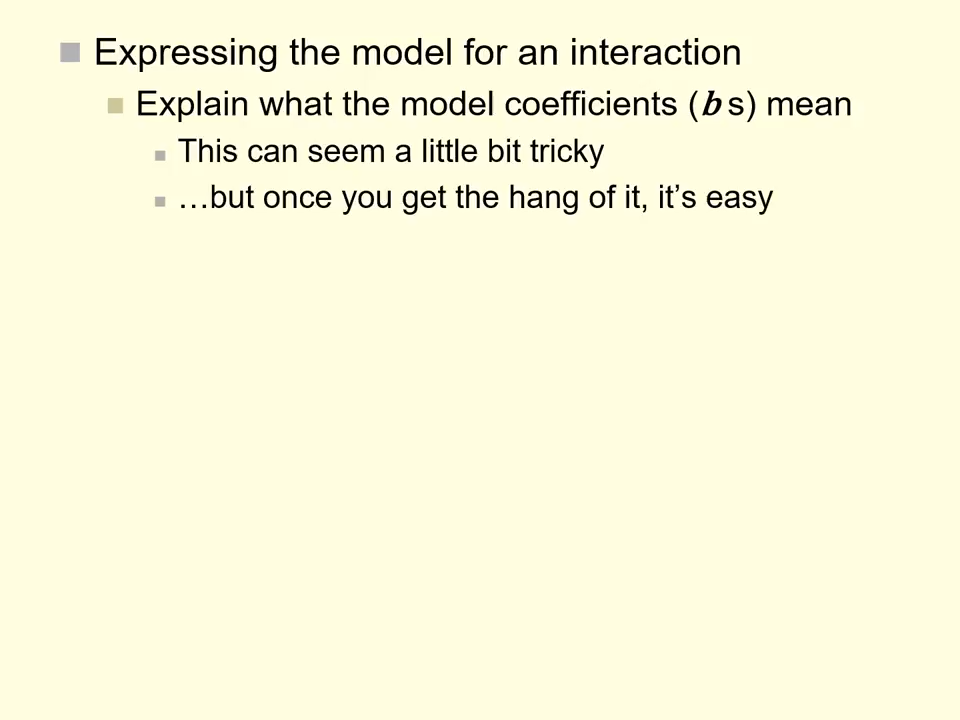 Expressing the model for an interaction
Explain what the model coefficients (b s) mean
This can seem a little bit tricky
…but once you get the hang of it, it’s easy